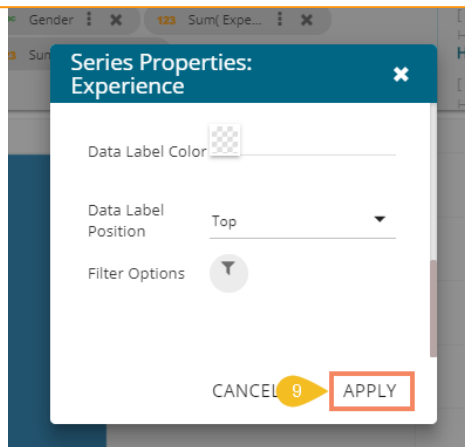 Gender
123 Sum( Expe...
Sum
Series Properties:
Experience
Data Label Color
Data Label
Position
Top
Filter Options
CANCEL
9
APPLY